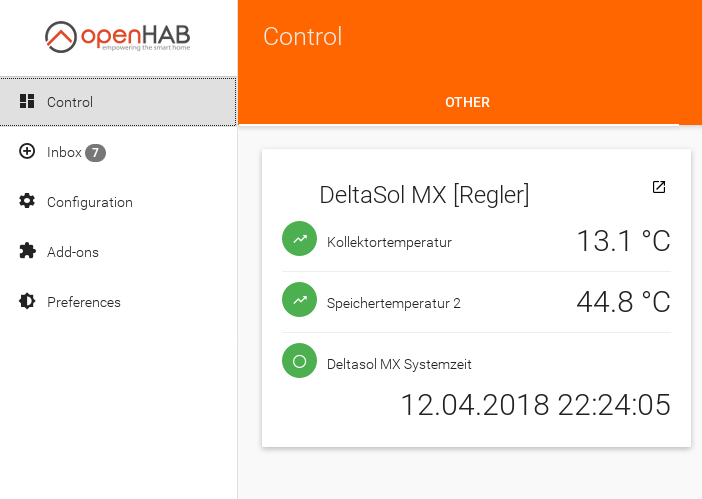 openHAB
empowering the smart home
Control
Inbox 7
Configuration
Add-ons
Preferences
Control
OTHER
DeltaSol MX [Regler]
Kollektortemperatur 13.1 °C
Speichertemperatur 2 44.8 °C
Deltasol MX Systemzeit
12.04.2018 22:24:05